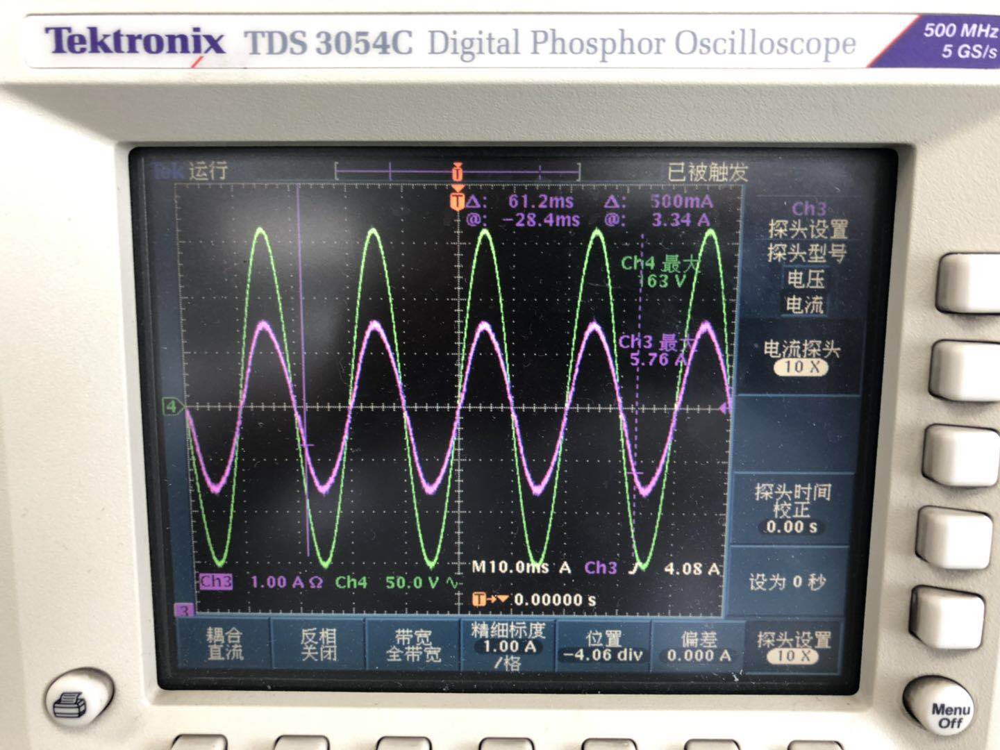 Tektronix TDS 3054C Digital Phosphor Oscilloscope
500 MHz
5 GS/s
Tek 运行
已被触发
T
T
Δ: 61.2ms Δ: 500mA
@: -28.4ms @: 3.34 A
Ch4 最大
163 V
Ch3 最大
5.76 A
4
3
M10.0ms A Ch3 4.08 A
Ch3 1.00 A Ω Ch4 50.0 V
T 0.00000 s
Ch3
探头设置
探头型号
电压
电流
电流探头
10 X
探头时间
校正
0.00 s
设为 0 秒
耦合
直流
反相
关闭
带宽
全带宽
精细标度
1.00 A
/格
位置
-4.06 div
偏差
0.000 A
探头设置
10 X
Menu
Off